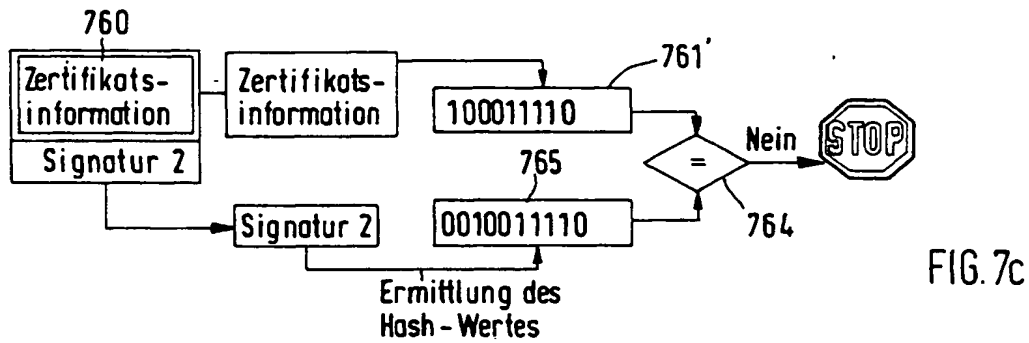 760
Zertifikats-
information
Signatur 2
Zertifikats-
information
761'
100011110
Nein
STOP
=
764
765
0010011110
Signatur 2
Ermittlung des
Hash-Wertes
FIG. 7c